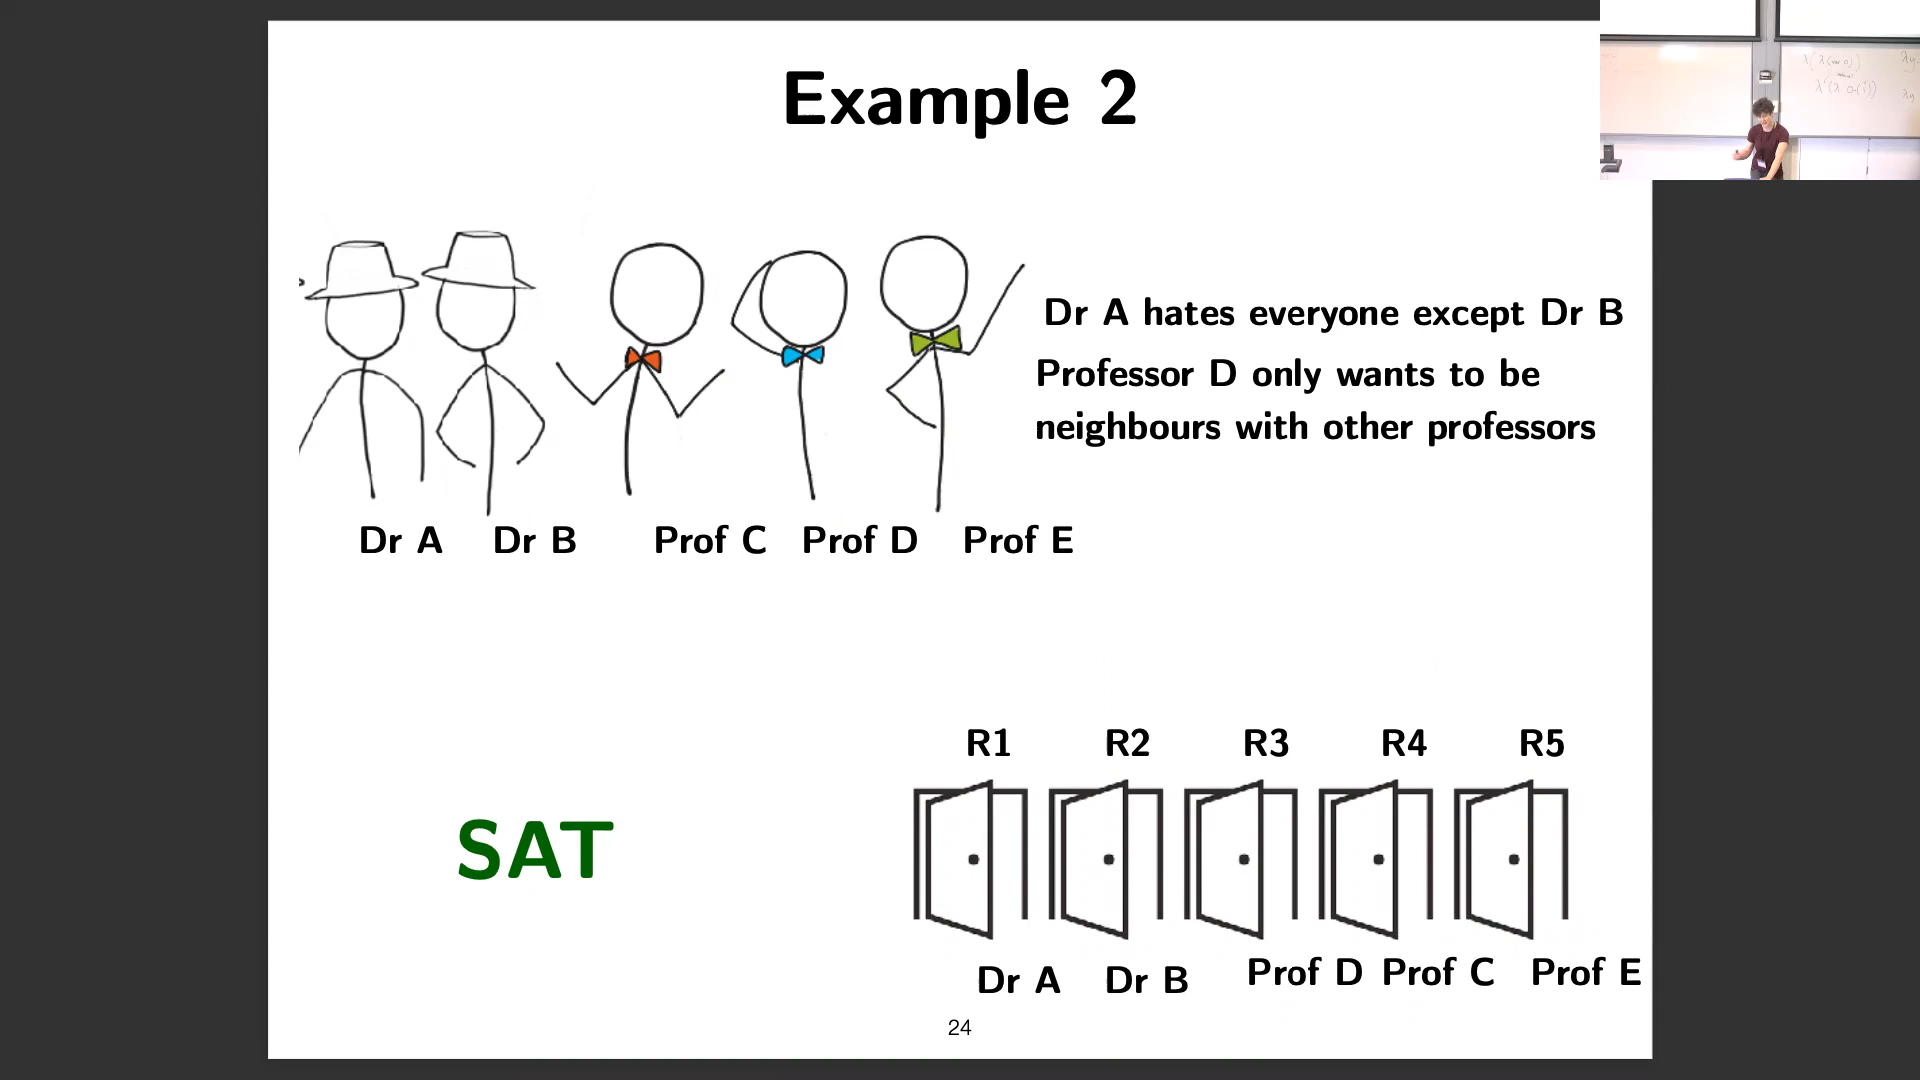 Example 2
Dr A hates everyone except Dr B
Professor D only wants to be
neighbours with other professors
Dr A Dr B Prof C Prof D Prof E
R1 R2 R3 R4 R5
SAT
Dr A Dr B Prof D Prof C Prof E
24